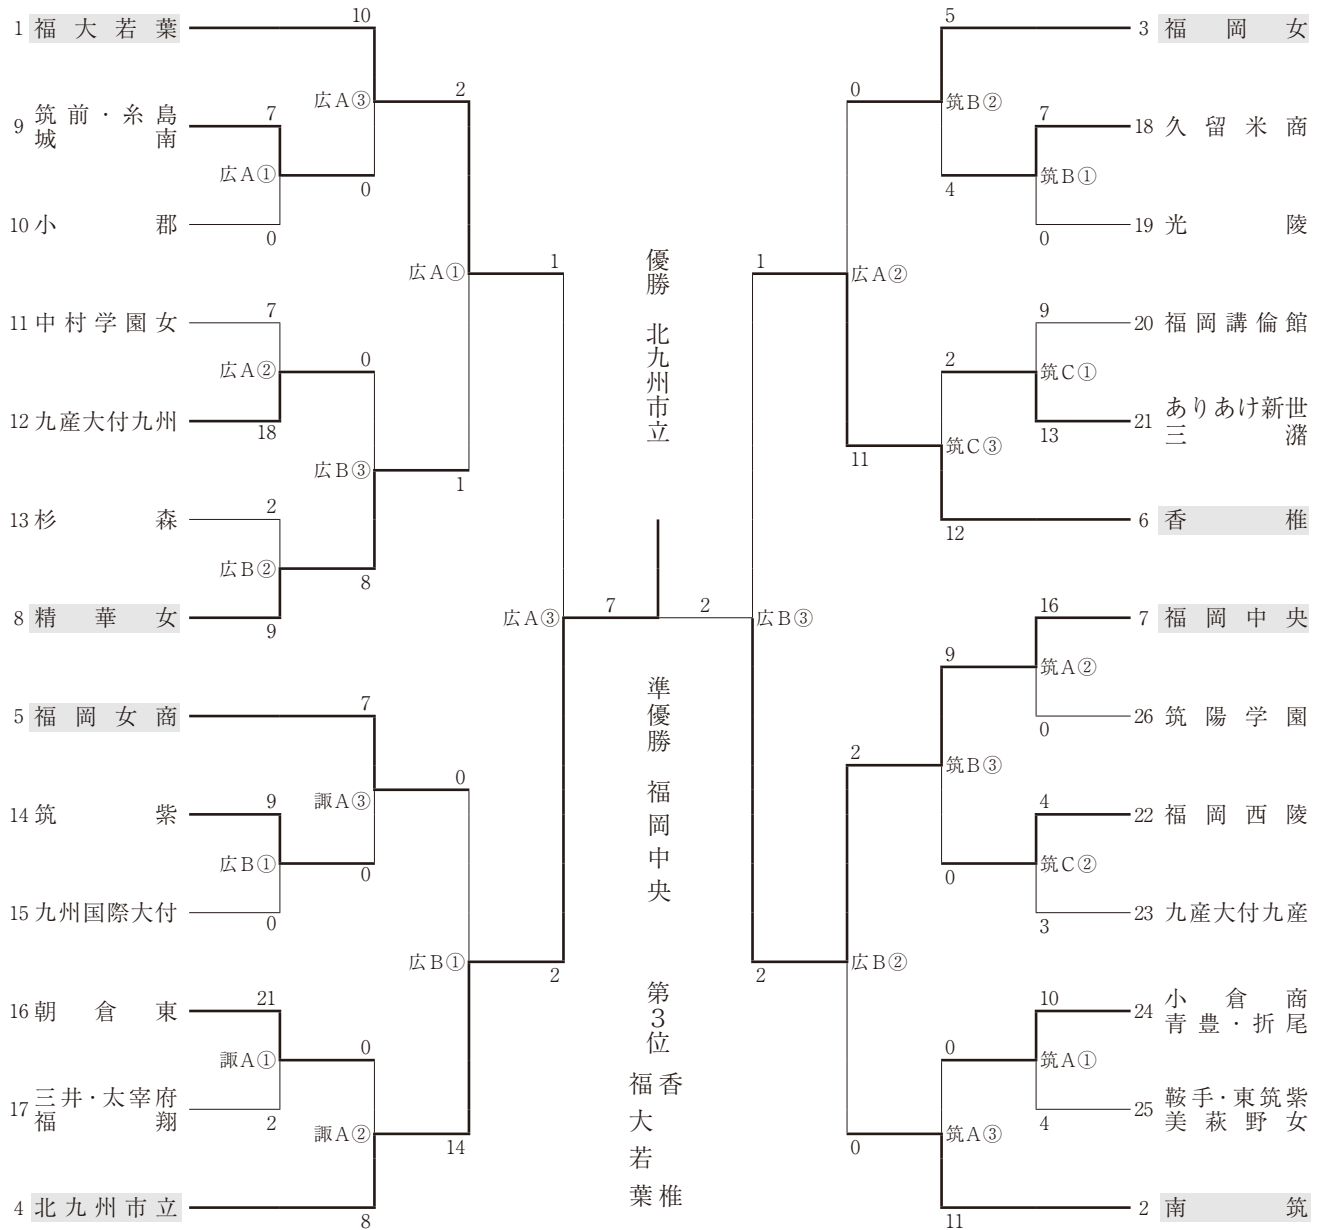 10
1 福大若葉
広A③
2
9 筑前・糸島
城南
7
広A①
0
10 小郡
0
広A①
1
11 中村学園女
7
広A②
0
12 九産大付九州
18
広B③
1
13 杉森
2
広B②
8
8 精華女
9
広A③
7
5 福岡女商
7
諏A③
0
14 筑紫
9
広B①
0
15 九州国際大付
0
広B①
2
16 朝倉東
21
諏A①
0
17 三井・太宰府
福翔
2
諏A②
14
4 北九州市立
8
優勝 北九州市立
準優勝 福岡中央
第3位
香椎
福大若葉
5
3 福岡女
0
筑B②
7
18 久留米商
筑B①
4
19 光陵
0
1
広A②
9
20 福岡講倫館
2
筑C①
21 ありあけ新世
三潴
13
筑C③
11
6 香椎
12
2
広B③
16
7 福岡中央
9
筑A②
26 筑陽学園
0
2
筑B③
4
22 福岡西陵
筑C②
0
23 九産大付九産
3
広B②
2
10
24 小倉商
青豊・折尾
0
筑A①
25 鞍手・東筑紫
美萩野女
4
筑A③
0
2 南筑
11